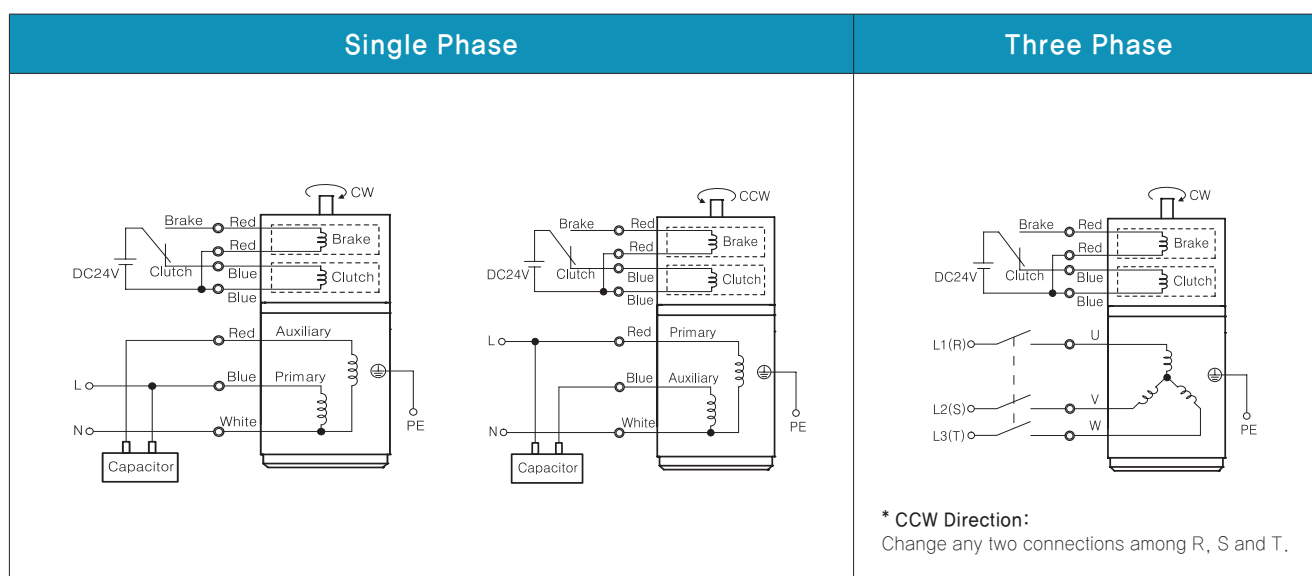 Single Phase
Three Phase
CW
Brake Red
Brake
Red
DC24V
Clutch
Blue
Clutch
Blue
Red Auxiliary
L
Blue Primary
N
White
PE
Capacitor
CCW
Brake Red
Brake
Red
DC24V
Clutch
Blue
Clutch
Blue
L
Red Primary
Blue Auxiliary
N
White
PE
Capacitor
CW
Brake Red
Brake
Red
DC24V
Clutch
Blue
Clutch
Blue
L1(R)
U
L2(S)
V
L3(T)
W
PE
* CCW Direction:
Change any two connections among R, S and T.